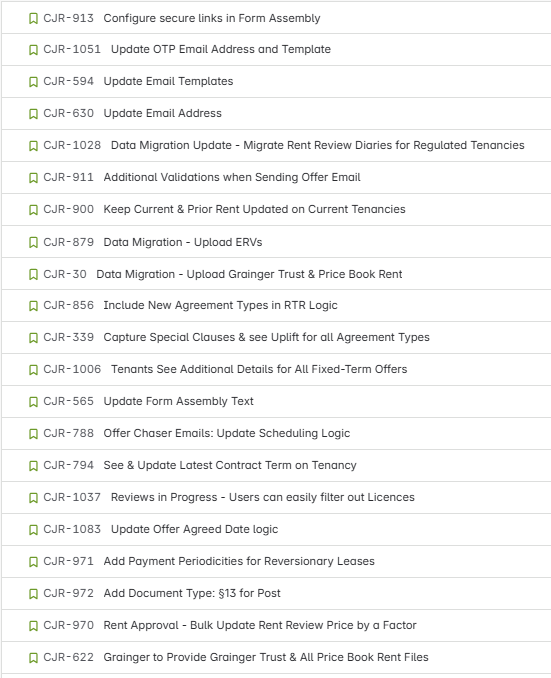 CJR-913 Configure secure links in Form Assembly
CJR-1051 Update OTP Email Address and Template
CJR-594 Update Email Templates
CJR-630 Update Email Address
CJR-1028 Data Migration Update - Migrate Rent Review Diaries for Regulated Tenancies
CJR-911 Additional Validations when Sending Offer Email
CJR-900 Keep Current & Prior Rent Updated on Current Tenancies
CJR-879 Data Migration - Upload ERVs
CJR-30 Data Migration - Upload Grainger Trust & Price Book Rent
CJR-856 Include New Agreement Types in RTR Logic
CJR-339 Capture Special Clauses & see Uplift for all Agreement Types
CJR-1006 Tenants See Additional Details for All Fixed-Term Offers
CJR-565 Update Form Assembly Text
CJR-788 Offer Chaser Emails: Update Scheduling Logic
CJR-794 See & Update Latest Contract Term on Tenancy
CJR-1037 Reviews in Progress - Users can easily filter out Licences
CJR-1083 Update Offer Agreed Date logic
CJR-971 Add Payment Periodicities for Reversionary Leases
CJR-972 Add Document Type: §13 for Post
CJR-970 Rent Approval - Bulk Update Rent Review Price by a Factor
CJR-622 Grainger to Provide Grainger Trust & All Price Book Rent Files